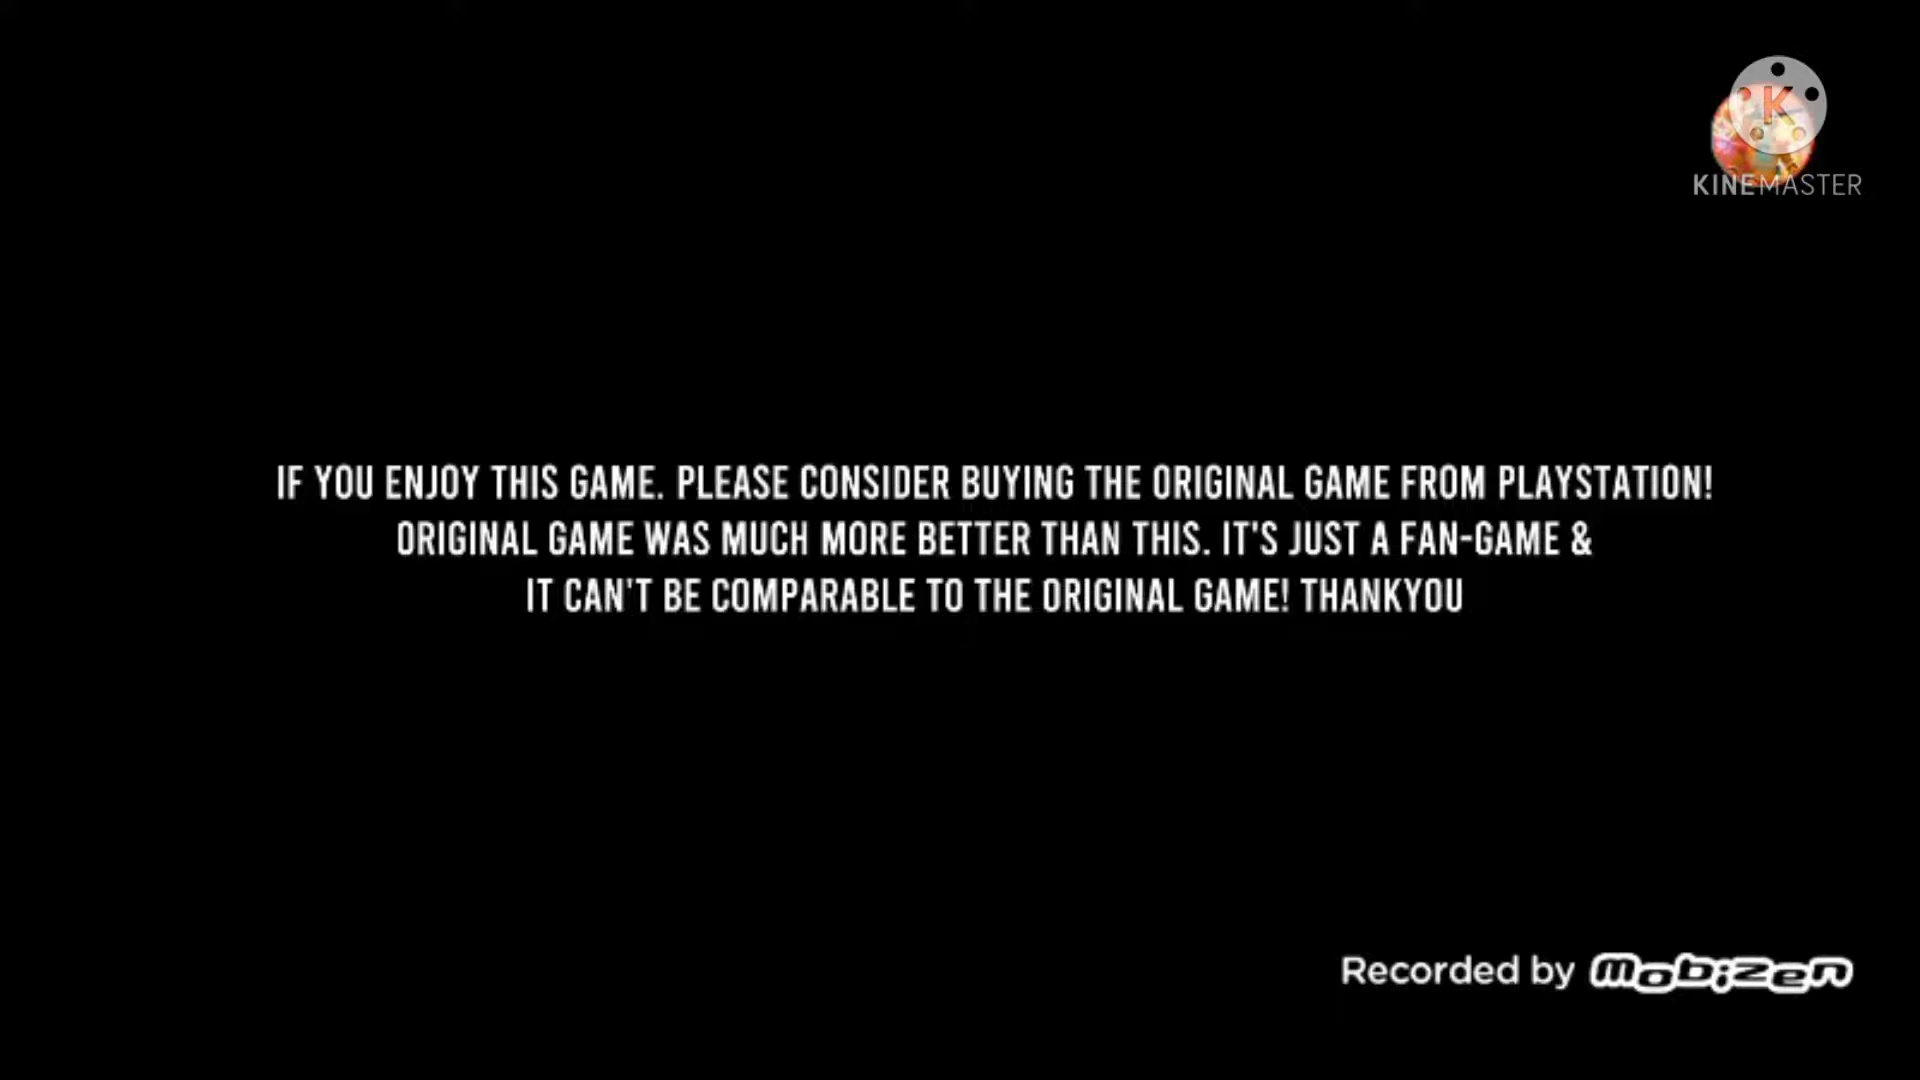 K
KINEMASTER
IF YOU ENJOY THIS GAME. PLEASE CONSIDER BUYING THE ORIGINAL GAME FROM PLAYSTATION!
ORIGINAL GAME WAS MUCH MORE BETTER THAN THIS. IT'S JUST A FAN-GAME &
IT CAN'T BE COMPARABLE TO THE ORIGINAL GAME! THANKYOU
Recorded by mobizen